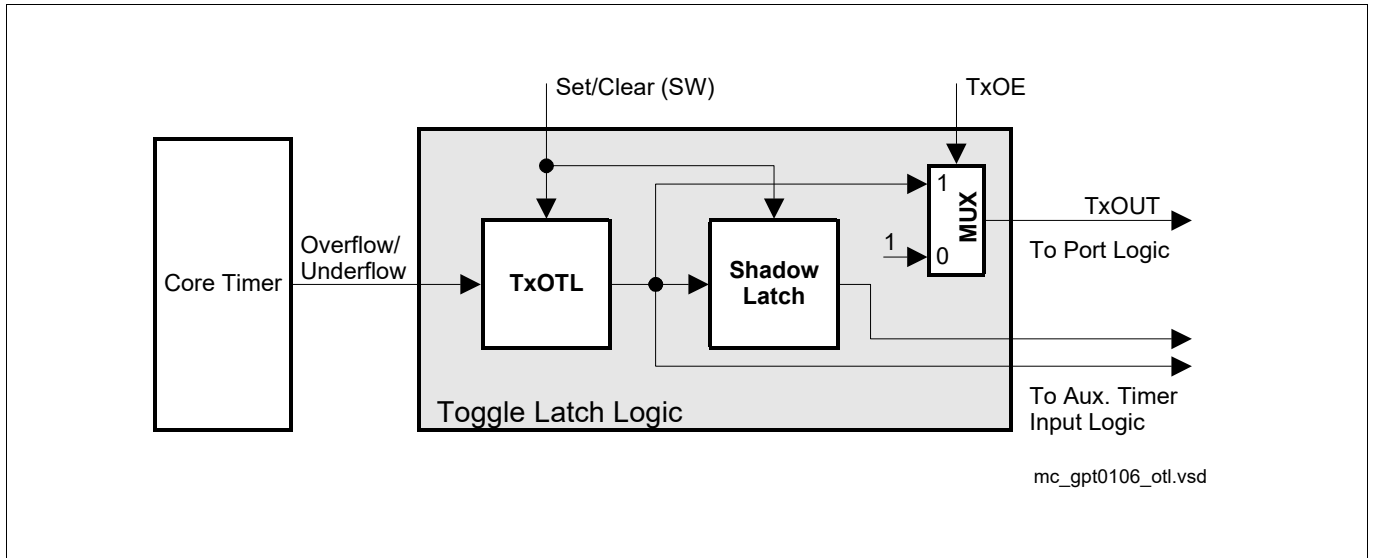 Set/Clear (SW)
TxOE
Core Timer
Overflow/
Underflow
TxOTL
Shadow
Latch
1
1
0
MUX
TxOUT
To Port Logic
To Aux. Timer
Input Logic
Toggle Latch Logic
mc_gpt0106_otl.vsd